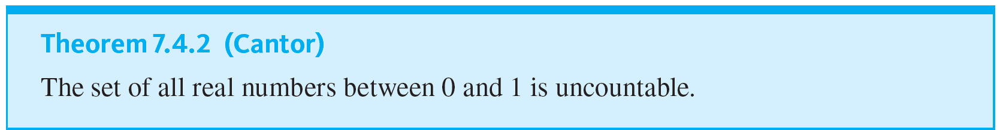 Theorem 7.4.2 (Cantor)
The set of all real numbers between 0 and 1 is uncountable.